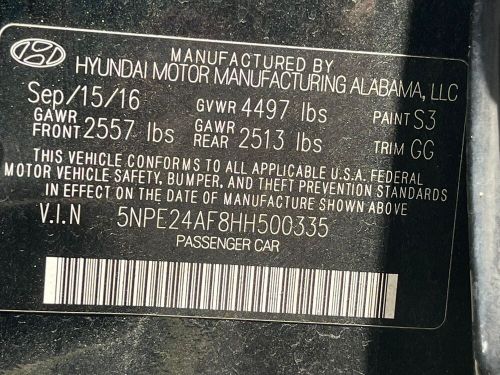 MANUFACTURED BY
HYUNDAI MOTOR MANUFACTURING ALABAMA, LLC
Sep/15/16 GVWR 4497 lbs PAINT S3
GAWR FRONT 2557 lbs GAWR REAR 2513 lbs TRIM GG
THIS VEHICLE CONFORMS TO ALL APPLICABLE U.S.A. FEDERAL
MOTOR VEHICLE SAFETY, BUMPER, AND THEFT PREVENTION STANDARDS
IN EFFECT ON THE DATE OF MANUFACTURE SHOWN ABOVE
V.I.N 5NPE24AF8HH500335
PASSENGER CAR